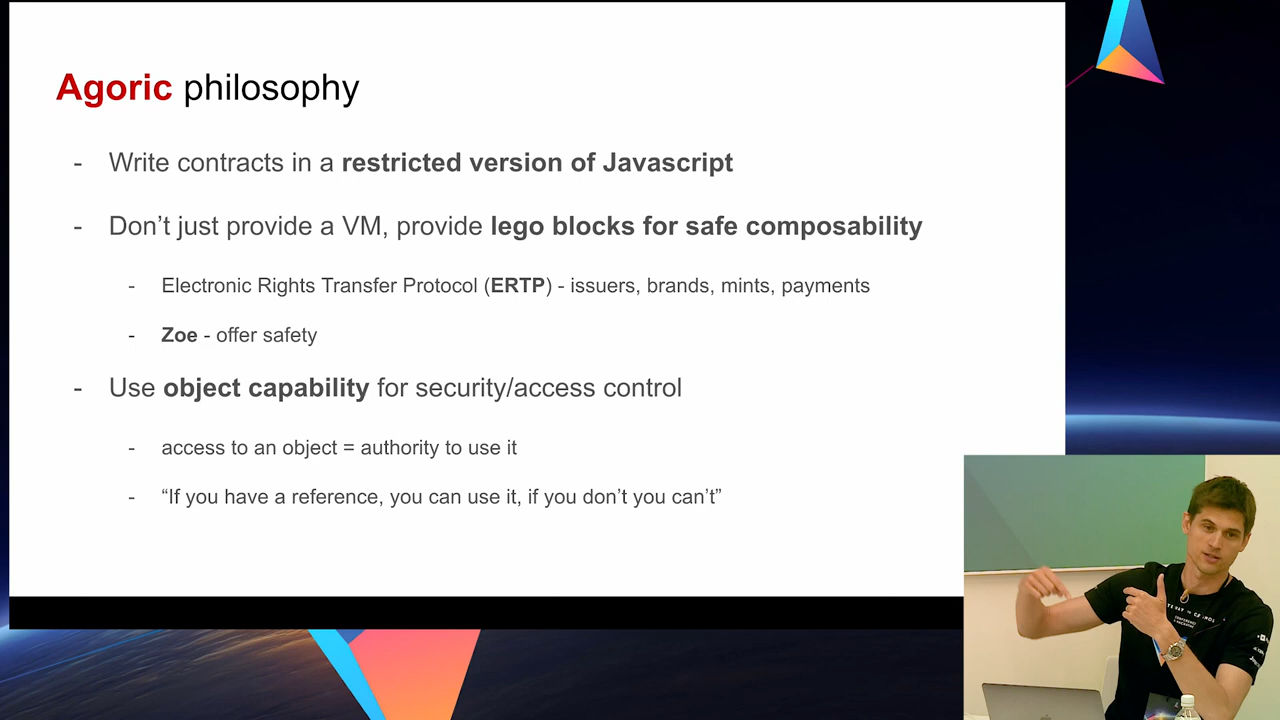 Agoric philosophy
- Write contracts in a restricted version of Javascript
- Don’t just provide a VM, provide lego blocks for safe composability
- Electronic Rights Transfer Protocol (ERTP) - issuers, brands, mints, payments
- Zoe - offer safety
- Use object capability for security/access control
- access to an object = authority to use it
- “If you have a reference, you can use it, if you don’t you can’t”